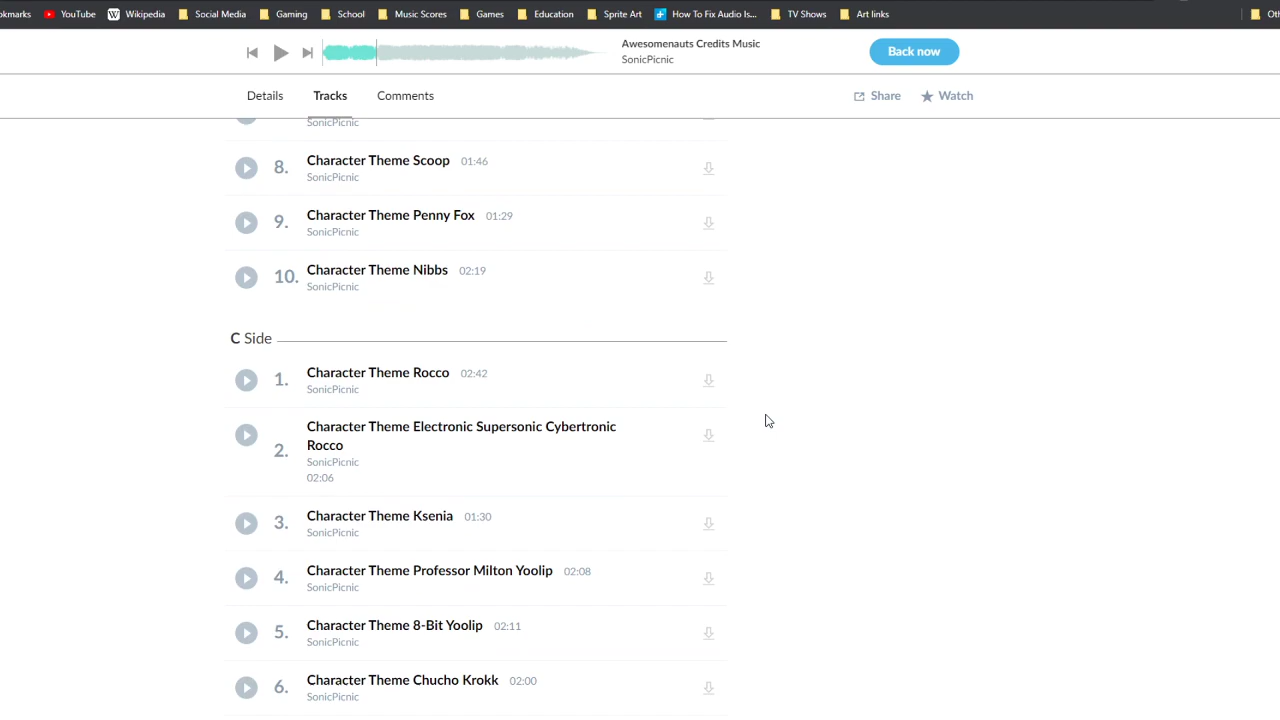 okmarks YouTube Wikipedia Social Media Gaming School Music Scores Games Education Sprite Art How To Fix Audio Is... TV Shows Art links Oth
Awesomenauts Credits Music
SonicPicnic
Back now
Details Tracks Comments Share Watch
SonicPicnic
8. Character Theme Scoop 01:46
SonicPicnic
9. Character Theme Penny Fox 01:29
SonicPicnic
10. Character Theme Nibbs 02:19
SonicPicnic
C Side
1. Character Theme Rocco 02:42
SonicPicnic
2. Character Theme Electronic Supersonic Cybertronic
Rocco
SonicPicnic
02:06
3. Character Theme Ksenia 01:30
SonicPicnic
4. Character Theme Professor Milton Yoolip 02:08
SonicPicnic
5. Character Theme 8-Bit Yoolip 02:11
SonicPicnic
6. Character Theme Chucho Krokk 02:00
SonicPicnic